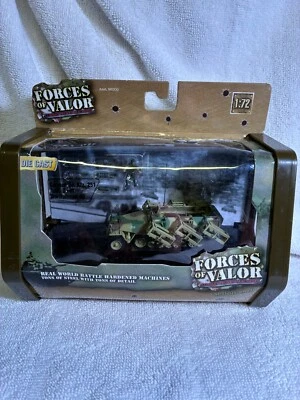 FORCES
OF VALOR
1:72
DIE CAST
REAL WORLD BATTLE HARDENED MACHINES
TONS OF STEEL WITH TONS OF DETAIL
FORCES
OF VALOR